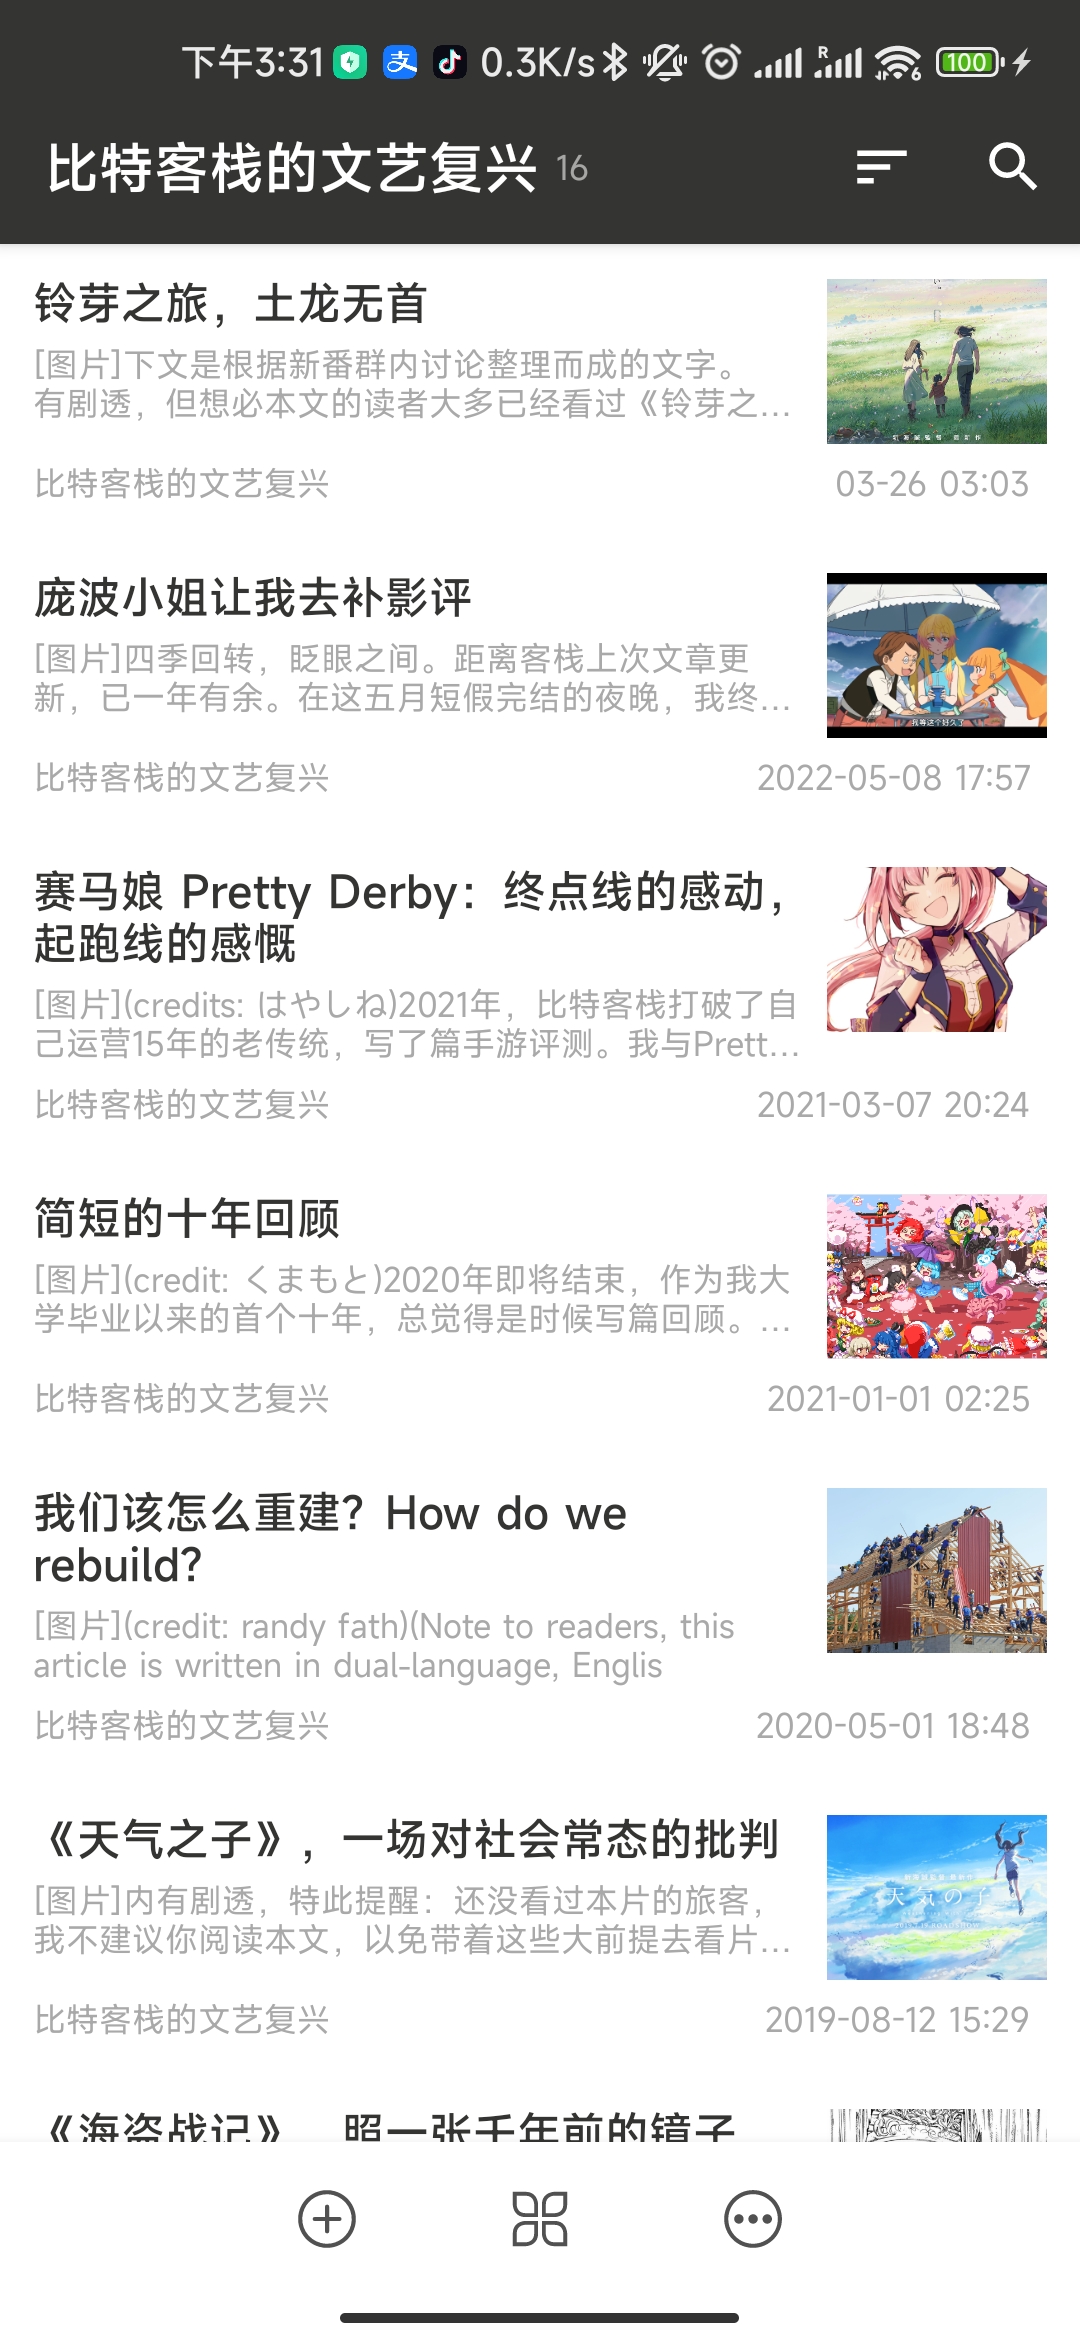 下午3:31
0.3K/s
R
6
100
比特客栈的文艺复兴 16
铃芽之旅，土龙无首
[图片]下文是根据新番群内讨论整理而成的文字。
有剧透，但想必本文的读者大多已经看过《铃芽之...
比特客栈的文艺复兴
03-26 03:03
庞波小姐让我去补影评
[图片]四季回转，眨眼之间。距离客栈上次文章更
新，已一年有余。在这五月短假完结的夜晚，我终...
我等这个好久了
比特客栈的文艺复兴
2022-05-08 17:57
赛马娘 Pretty Derby：终点线的感动，
起跑线的感慨
[图片](credits: はやしね)2021年，比特客栈打破了自
己运营15年的老传统，写了篇手游评测。我与Prett...
比特客栈的文艺复兴
2021-03-07 20:24
简短的十年回顾
[图片](credit: くまもと)2020年即将结束，作为我大
学毕业以来的首个十年，总觉得是时候写篇回顾。...
比特客栈的文艺复兴
2021-01-01 02:25
我们该怎么重建？How do we
rebuild?
[图片](credit: randy fath)(Note to readers, this
article is written in dual-language, Englis
比特客栈的文艺复兴
2020-05-01 18:48
《天气之子》，一场对社会常态的批判
[图片]内有剧透，特此提醒：还没看过本片的旅客，
我不建议你阅读本文，以免带着这些大前提去看片...
天気の子
比特客栈的文艺复兴
2019-08-12 15:29
《海盗战记》，照一张千年前的镜子